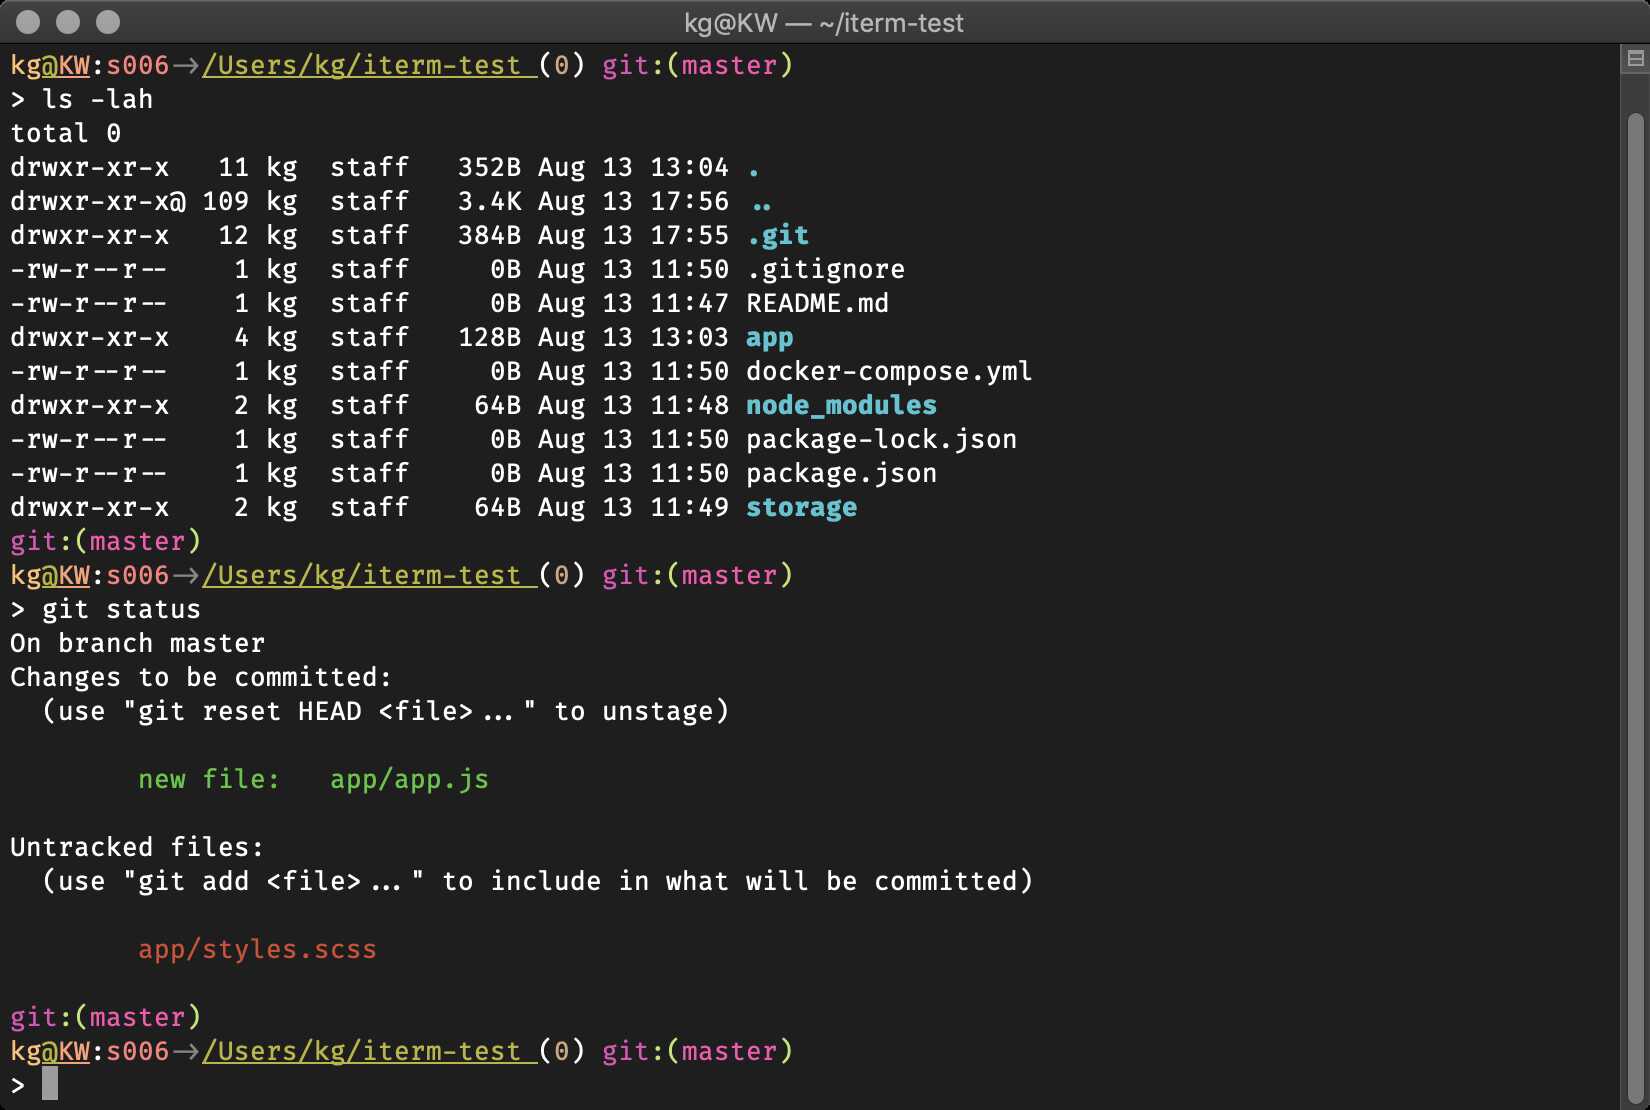 kg@KW — ~/iterm-test
kg@KW:s006→/Users/kg/iterm-test (0) git:(master)
> ls -lah
total 0
drwxr-xr-x   11 kg  staff   352B Aug 13 13:04 .
drwxr-xr-x@ 109 kg  staff   3.4K Aug 13 17:56 ..
drwxr-xr-x   12 kg  staff   384B Aug 13 17:55 .git
-rw-r--r--    1 kg  staff     0B Aug 13 11:50 .gitignore
-rw-r--r--    1 kg  staff     0B Aug 13 11:47 README.md
drwxr-xr-x    4 kg  staff   128B Aug 13 13:03 app
-rw-r--r--    1 kg  staff     0B Aug 13 11:50 docker-compose.yml
drwxr-xr-x    2 kg  staff    64B Aug 13 11:48 node_modules
-rw-r--r--    1 kg  staff     0B Aug 13 11:50 package-lock.json
-rw-r--r--    1 kg  staff     0B Aug 13 11:50 package.json
drwxr-xr-x    2 kg  staff    64B Aug 13 11:49 storage
git:(master)
kg@KW:s006→/Users/kg/iterm-test (0) git:(master)
> git status
On branch master
Changes to be committed:
  (use "git reset HEAD <file>..." to unstage)
        new file:   app/app.js
Untracked files:
  (use "git add <file>..." to include in what will be committed)
        app/styles.scss
git:(master)
kg@KW:s006→/Users/kg/iterm-test (0) git:(master)
>